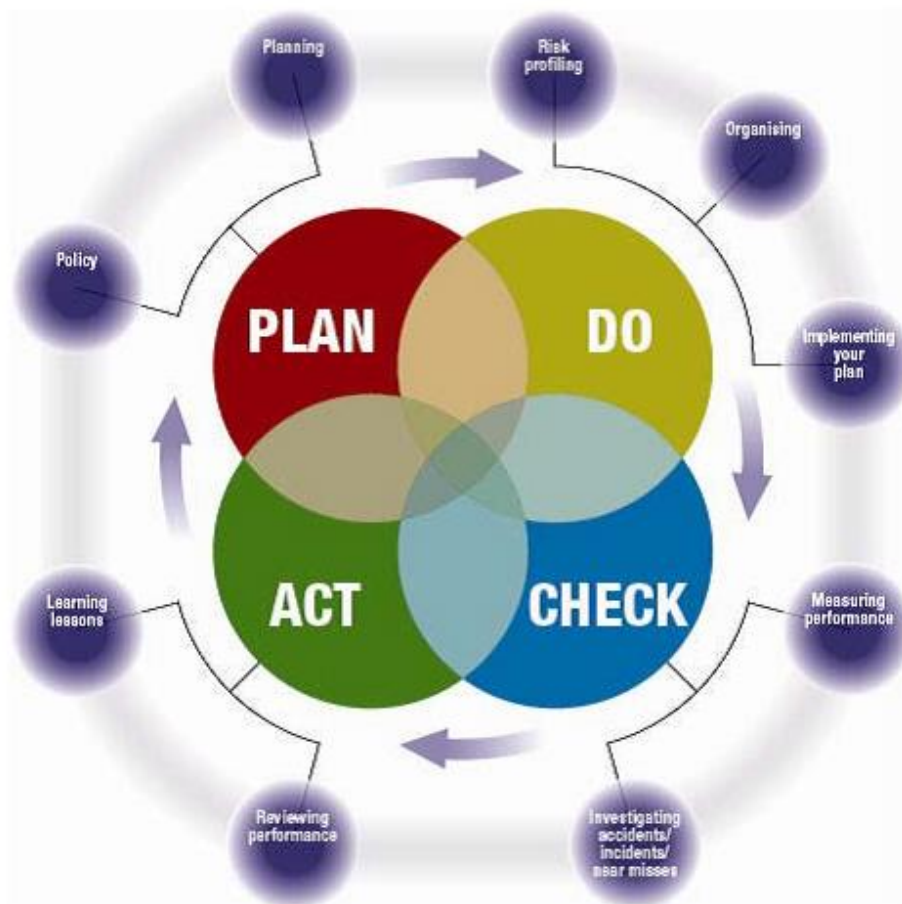 Planning
Risk
profiling
Organising
Policy
PLAN
DO
Implementing
your
plan
ACT
CHECK
Learning
lessons
Measuring
performance
Reviewing
performance
Investigating
accidents/
incidents/
near misses